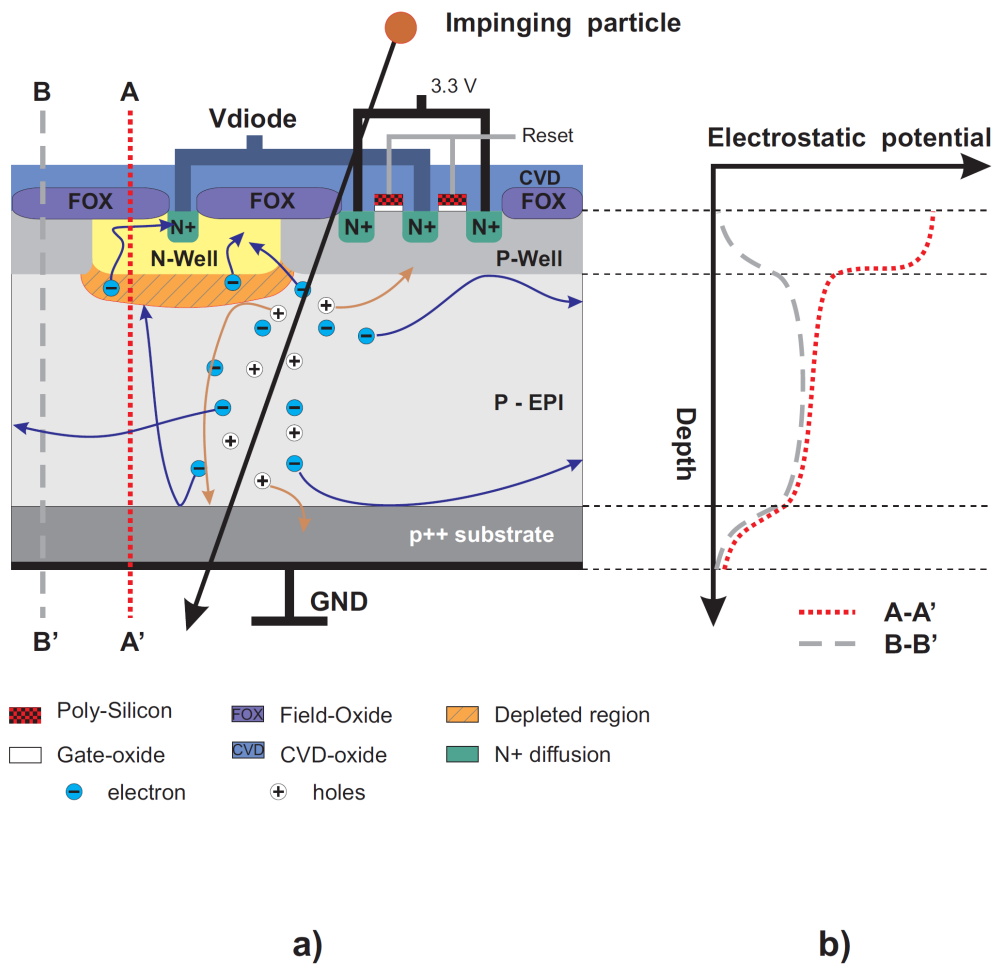 Impinging particle
3.3 V
B
A
Vdiode
Reset
Electrostatic potential
CVD
FOX
FOX
FOX
N+
N+
N+
N+
N-Well
P-Well
P - EPI
Depth
p++ substrate
GND
B’
A’
A-A’
B-B’
Poly-Silicon
FOX
Field-Oxide
Depleted region
Gate-oxide
CVD
CVD-oxide
N+ diffusion
electron
holes
a)
b)